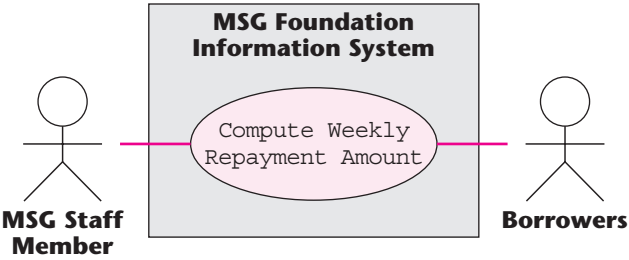 MSG Foundation
Information System
Compute Weekly
Repayment Amount
MSG Staff
Member
Borrowers